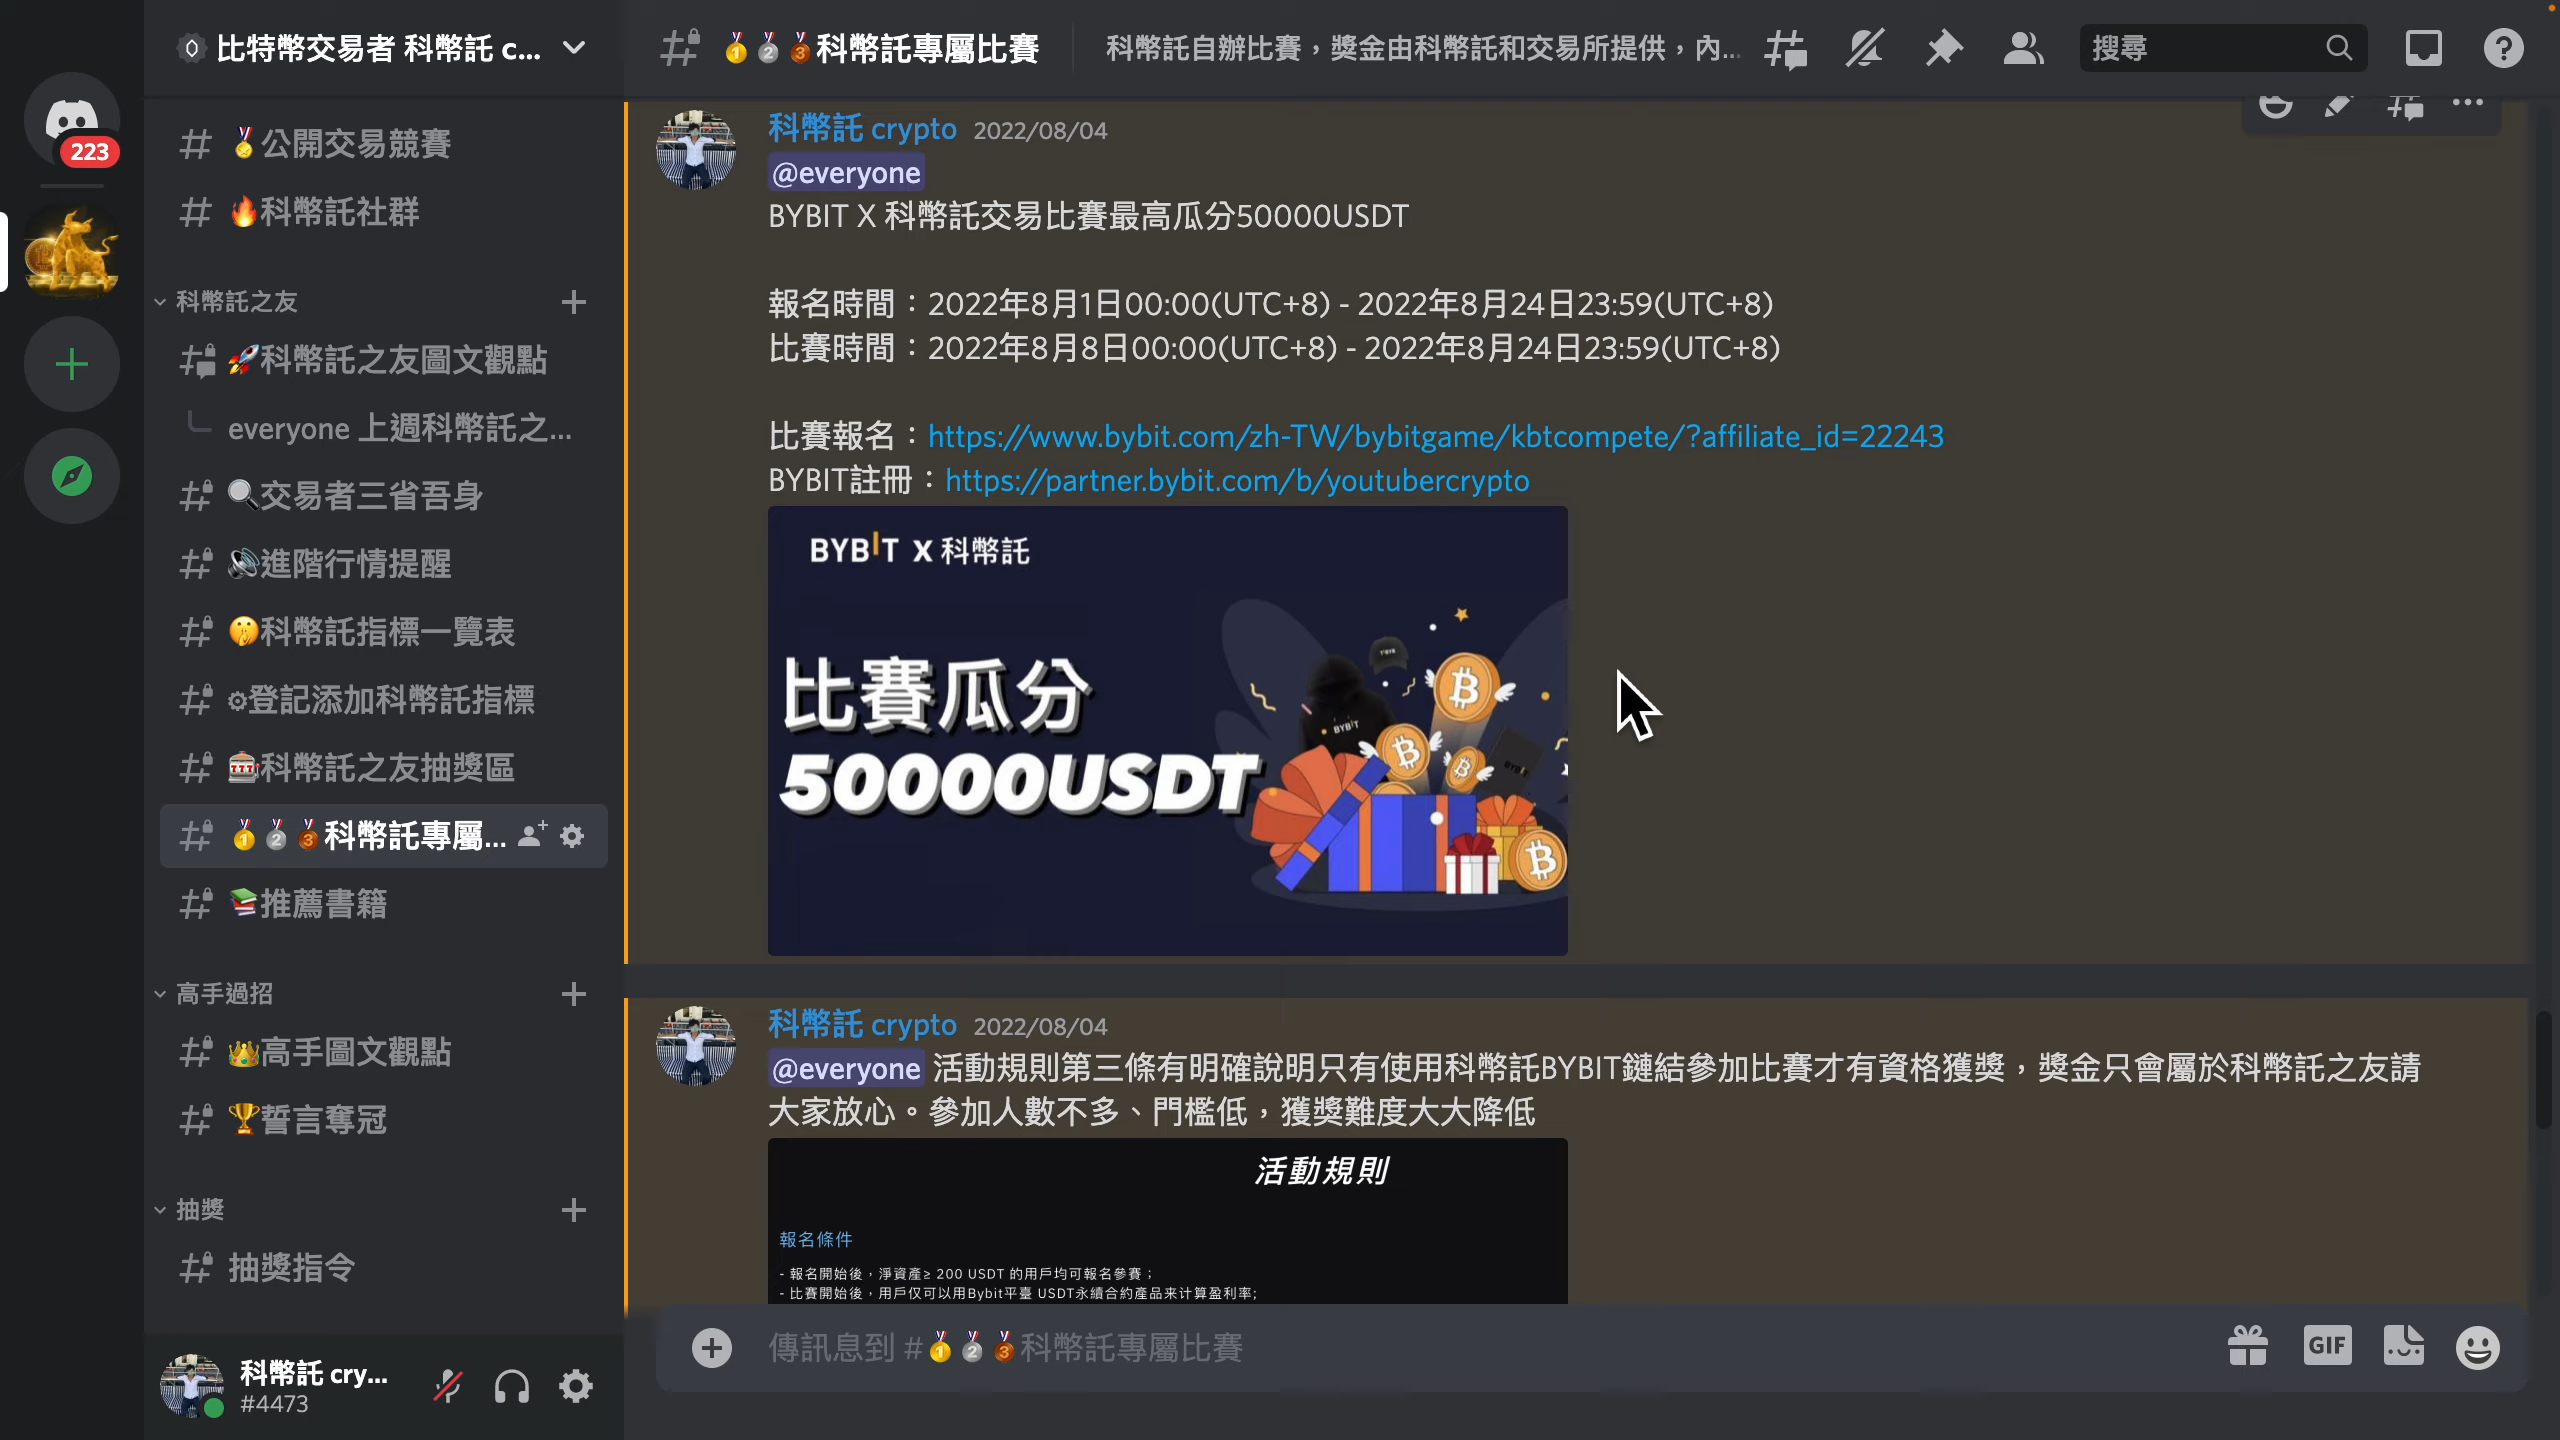 比特幣交易者 科幣託 c...
223
公開交易競賽
科幣託社群
科幣託之友
科幣託之友圖文觀點
everyone 上週科幣託之...
交易者三省吾身
進階行情提醒
科幣託指標一覽表
登記添加科幣託指標
科幣託之友抽獎區
科幣託專屬...
推薦書籍
高手過招
高手圖文觀點
誓言奪冠
抽獎
抽獎指令
科幣託 cry...
#4473
科幣託專屬比賽
科幣託自辦比賽，獎金由科幣託和交易所提供，內...
搜尋
科幣託 crypto 2022/08/04
@everyone
BYBIT X 科幣託交易比賽最高瓜分50000USDT
報名時間：2022年8月1日00:00(UTC+8) - 2022年8月24日23:59(UTC+8)
比賽時間：2022年8月8日00:00(UTC+8) - 2022年8月24日23:59(UTC+8)
比賽報名：https://www.bybit.com/zh-TW/bybitgame/kbtcompete/?affiliate_id=22243
BYBIT註冊：https://partner.bybit.com/b/youtubercrypto
BYBIT X 科幣託
比賽瓜分
50000USDT
BYBIT
科幣託 crypto 2022/08/04
@everyone 活動規則第三條有明確說明只有使用科幣託BYBIT鏈結參加比賽才有資格獲獎，獎金只會屬於科幣託之友請
大家放心。參加人數不多、門檻低，獲獎難度大大降低
活動規則
報名條件
- 報名開始後，淨資產≥ 200 USDT 的用戶均可報名參賽；
- 比賽開始後，用戶仅可以用Bybit平臺 USDT永續合約產品来计算盈利率;
傳訊息到 #🥇🥈🥉科幣託專屬比賽
GIF